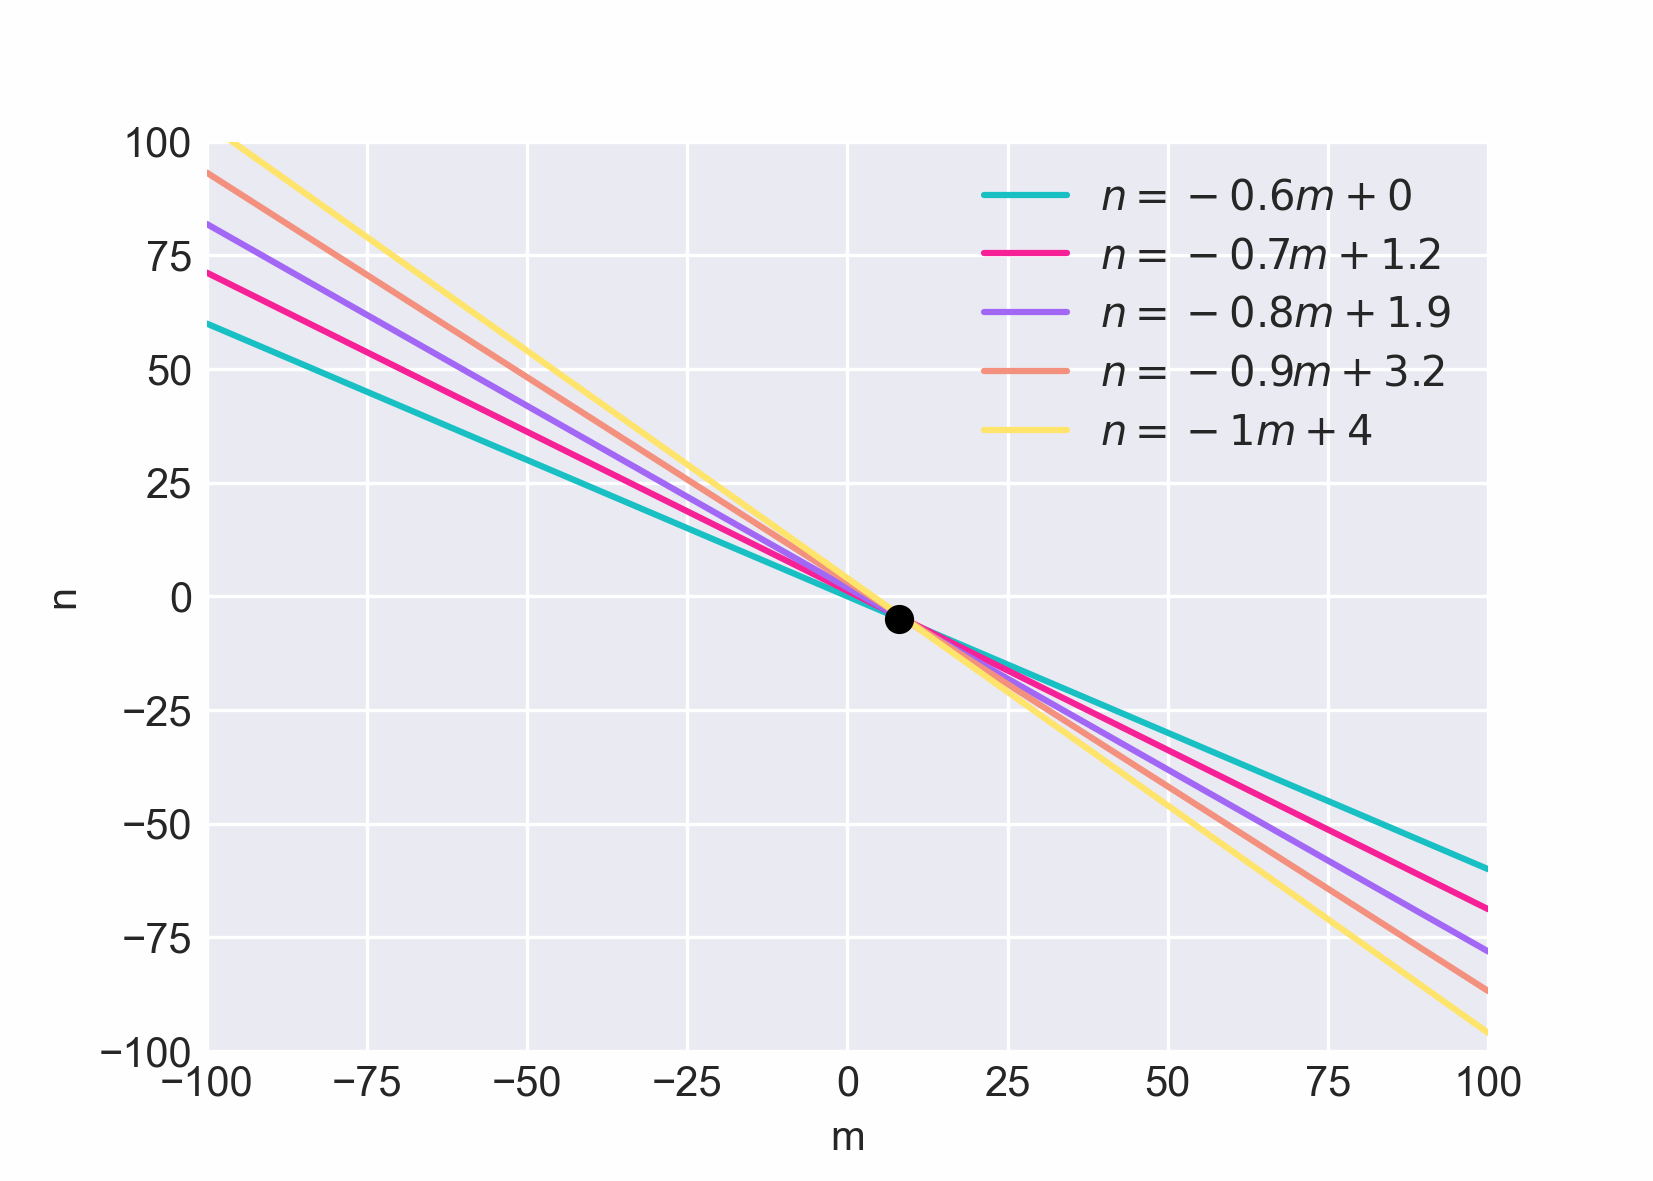 100
75
50
25
0
−25
−50
−75
−100
n
n = −0.6m + 0
n = −0.7m + 1.2
n = −0.8m + 1.9
n = −0.9m + 3.2
n = −1m + 4
−100 −75 −50 −25 0 25 50 75 100
m